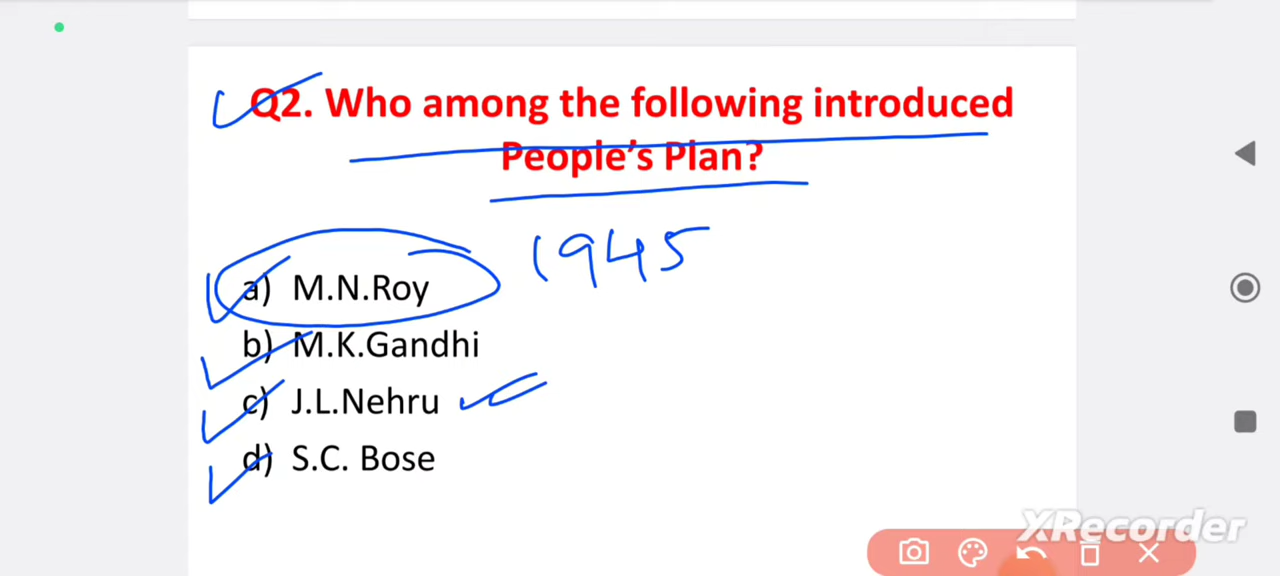 Q2. Who among the following introduced
People's Plan?
1945
a) M.N.Roy
b) M.K.Gandhi
c) J.L.Nehru
d) S.C. Bose
XRecorder